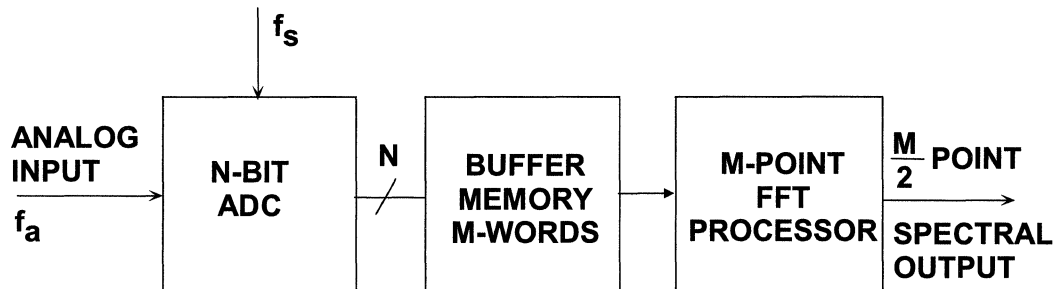 fs
ANALOG
INPUT
fa
N-BIT
ADC
N
BUFFER
MEMORY
M-WORDS
M-POINT
FFT
PROCESSOR
M/2 POINT
SPECTRAL
OUTPUT